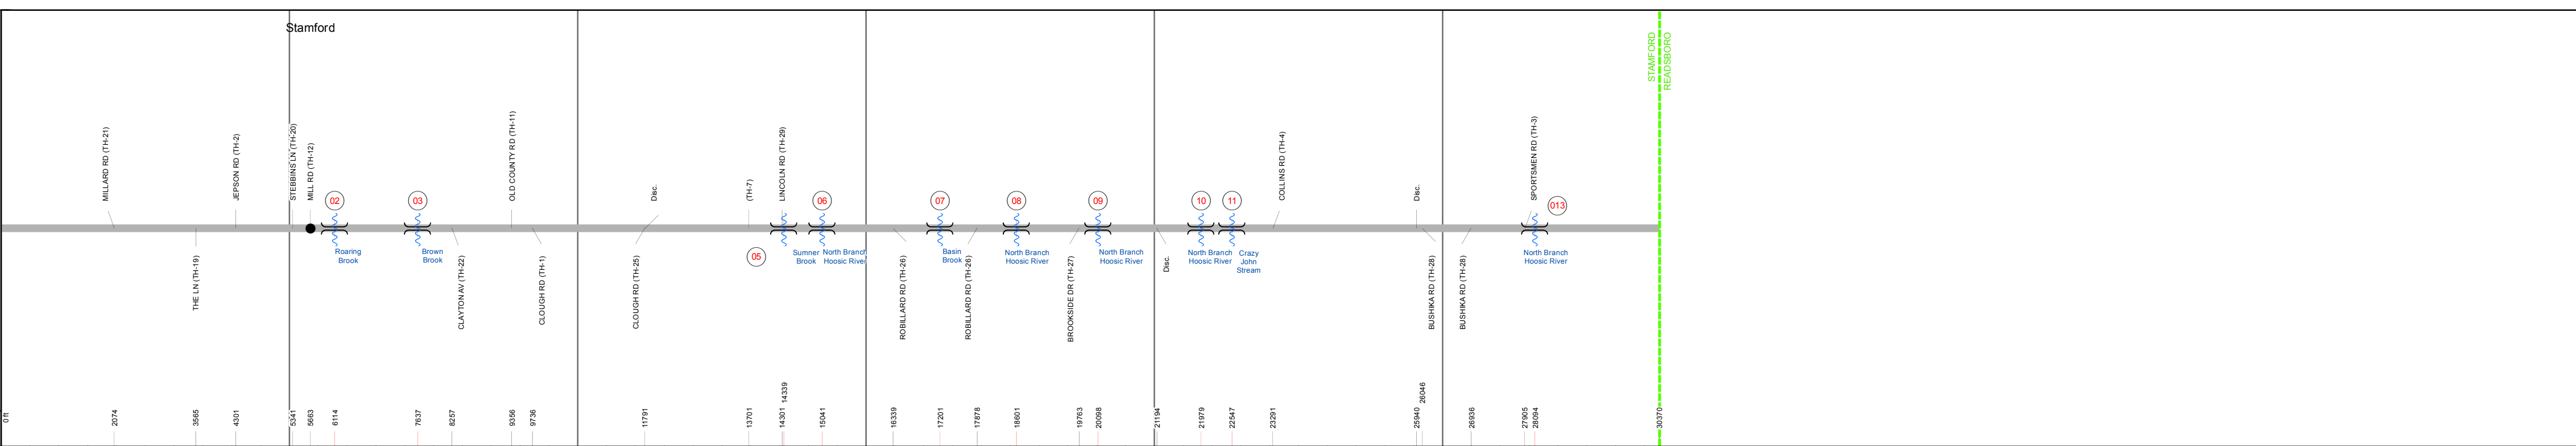 Stamford
STAMFORD
READSBORO
MILLARD RD (TH-21)
JEPSON RD (TH-2)
STEBBINS LN (TH-20)
MILL RD (TH-12)
OLD COUNTY RD (TH-11)
Disc.
(TH-7)
LINCOLN RD (TH-29)
COLLINS RD (TH-4)
Disc.
SPORTSMEN RD (TH-3)
02
03
06
07
08
09
10
11
013
05
Roaring
Brook
Brown
Brook
Sumner
Brook
North Branch
Hoosic River
Basin
Brook
North Branch
Hoosic River
North Branch
Hoosic River
North Branch
Hoosic River
Crazy
John
Stream
North Branch
Hoosic River
THE LN (TH-19)
CLAYTON AV (TH-22)
CLOUGH RD (TH-1)
CLOUGH RD (TH-25)
ROBILLARD RD (TH-26)
ROBILLARD RD (TH-26)
BROOKSIDE DR (TH-27)
Disc.
BUSHIKA RD (TH-28)
BUSHIKA RD (TH-28)
0 ft
2074
3565
4301
5341
5663
6114
7637
8257
9356
9736
11791
13701
14301
14339
15041
16339
17201
17878
18601
19763
20098
21194
21979
22547
23291
25940
26046
26936
27905
28094
30370